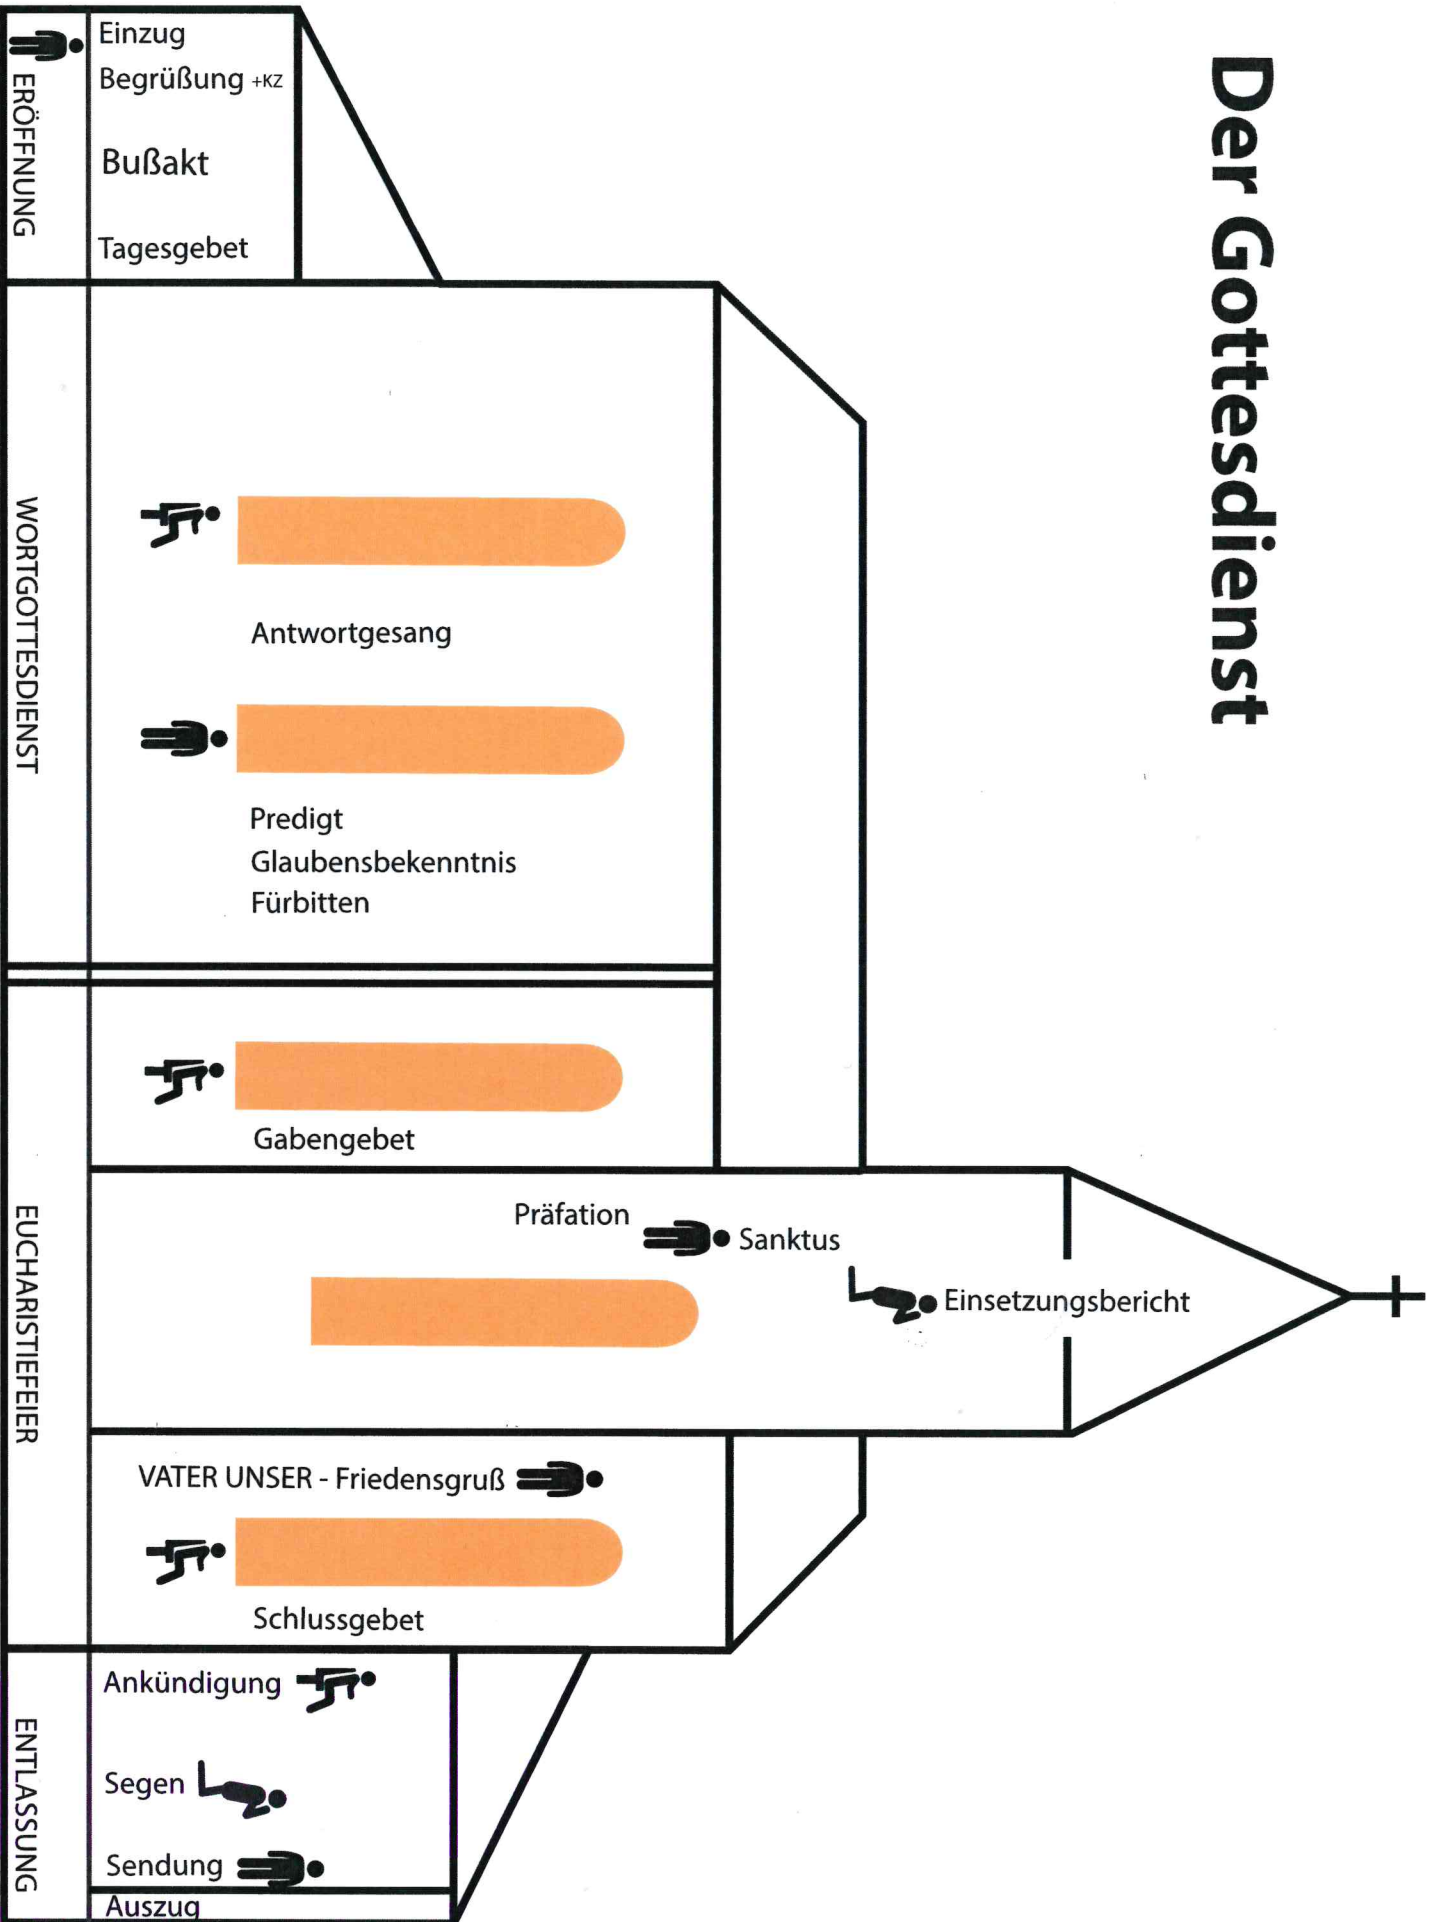 Der Gottesdienst
ERÖFFNUNG
Einzug
Begrüßung +KZ
Bußakt
Tagesgebet
WORTGOTTESDIENST
Antwortgesang
Predigt
Glaubensbekenntnis
Fürbitten
EUCHARISTIEFEIER
Gabengebet
Präfation
Sanktus
Einsetzungsbericht
VATER UNSER - Friedensgruß
Schlussgebet
ENTLASSUNG
Ankündigung
Segen
Sendung
Auszug